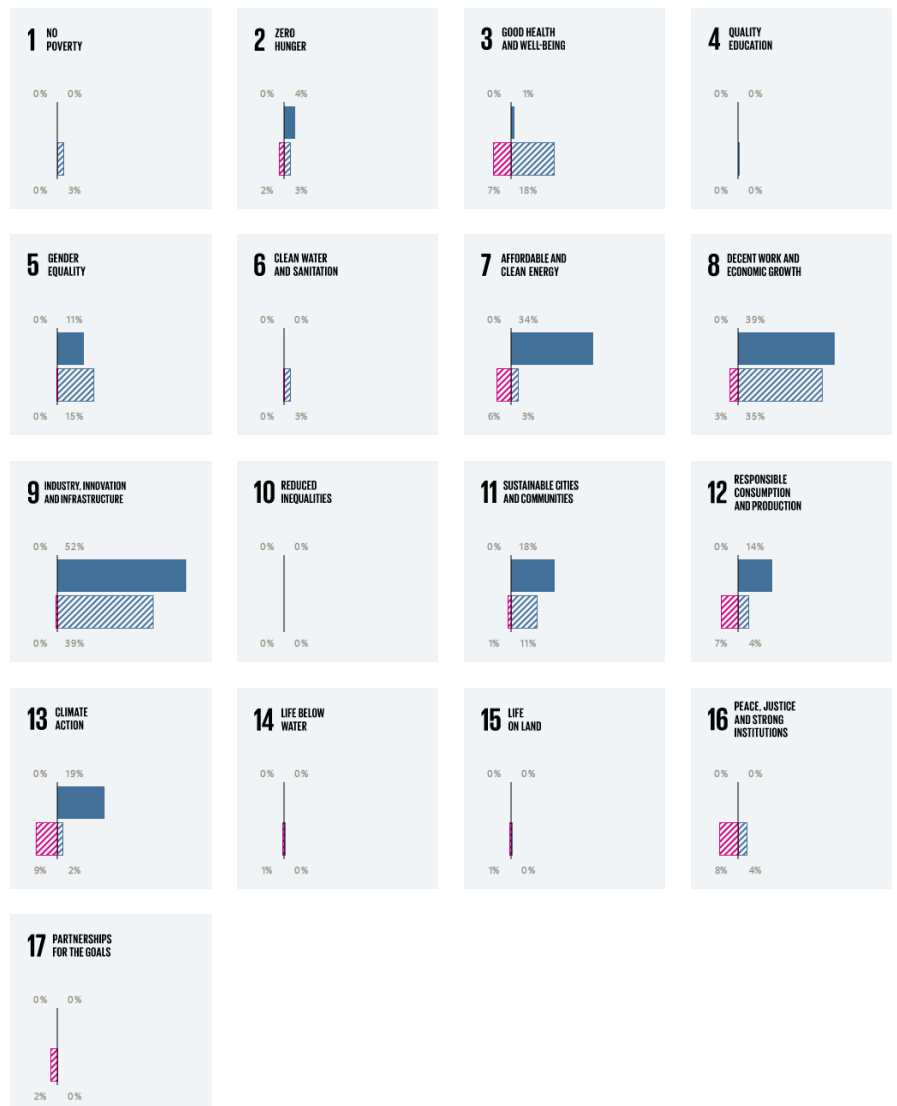 1 NO
POVERTY
0% 0%
0% 3%
2 ZERO
HUNGER
0% 4%
2% 3%
3 GOOD HEALTH
AND WELL-BEING
0% 1%
7% 18%
4 QUALITY
EDUCATION
0% 0%
0% 0%
5 GENDER
EQUALITY
0% 11%
0% 15%
6 CLEAN WATER
AND SANITATION
0% 0%
0% 3%
7 AFFORDABLE AND
CLEAN ENERGY
0% 34%
6% 3%
8 DECENT WORK AND
ECONOMIC GROWTH
0% 39%
3% 35%
9 INDUSTRY, INNOVATION
AND INFRASTRUCTURE
0% 52%
0% 39%
10 REDUCED
INEQUALITIES
0% 0%
0% 0%
11 SUSTAINABLE CITIES
AND COMMUNITIES
0% 18%
1% 11%
12 RESPONSIBLE
CONSUMPTION
AND PRODUCTION
0% 14%
7% 4%
13 CLIMATE
ACTION
0% 19%
9% 2%
14 LIFE BELOW
WATER
0% 0%
1% 0%
15 LIFE
ON LAND
0% 0%
1% 0%
16 PEACE, JUSTICE
AND STRONG
INSTITUTIONS
0% 0%
8% 4%
17 PARTNERSHIPS
FOR THE GOALS
0% 0%
2% 0%